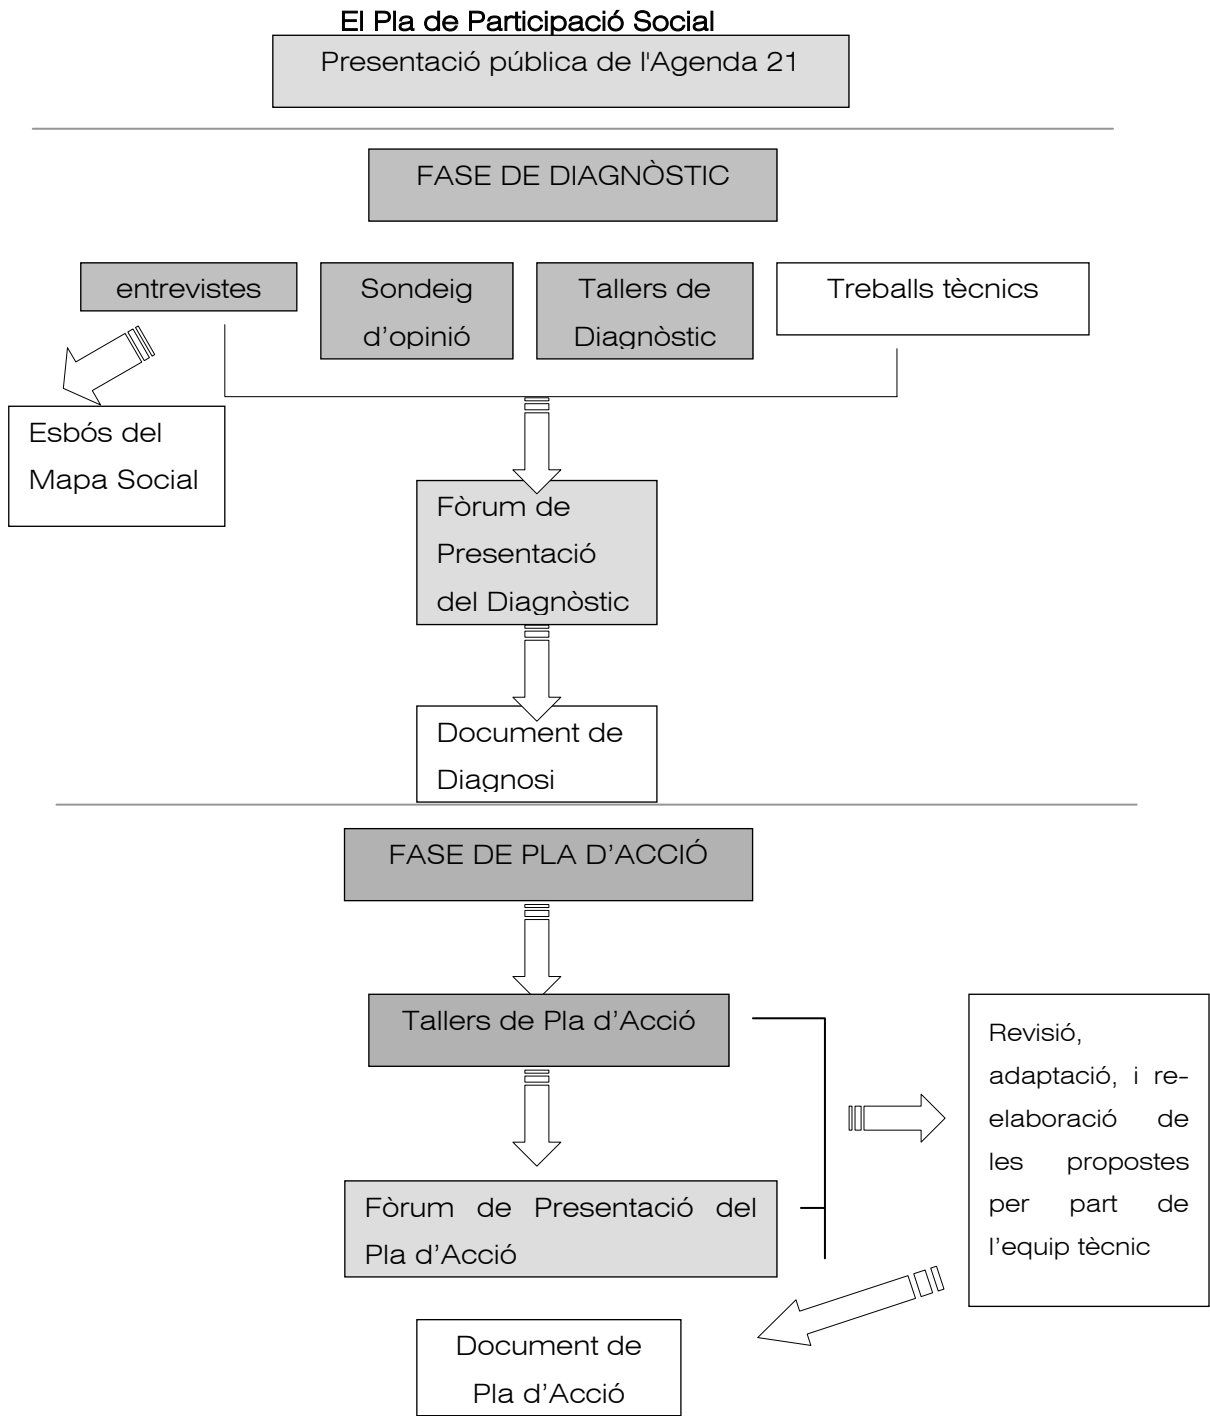 El Pla de Participació Social
Presentació pública de l'Agenda 21
FASE DE DIAGNÒSTIC
entrevistes
Sondeig
d’opinió
Tallers de
Diagnòstic
Treballs tècnics
Esbós del
Mapa Social
Fòrum de
Presentació
del Diagnòstic
Document de
Diagnosi
FASE DE PLA D’ACCIÓ
Tallers de Pla d’Acció
Revisió,
adaptació, i re-
elaboració de
les propostes
per part de
l’equip tècnic
Fòrum de Presentació del
Pla d’Acció
Document de
Pla d’Acció